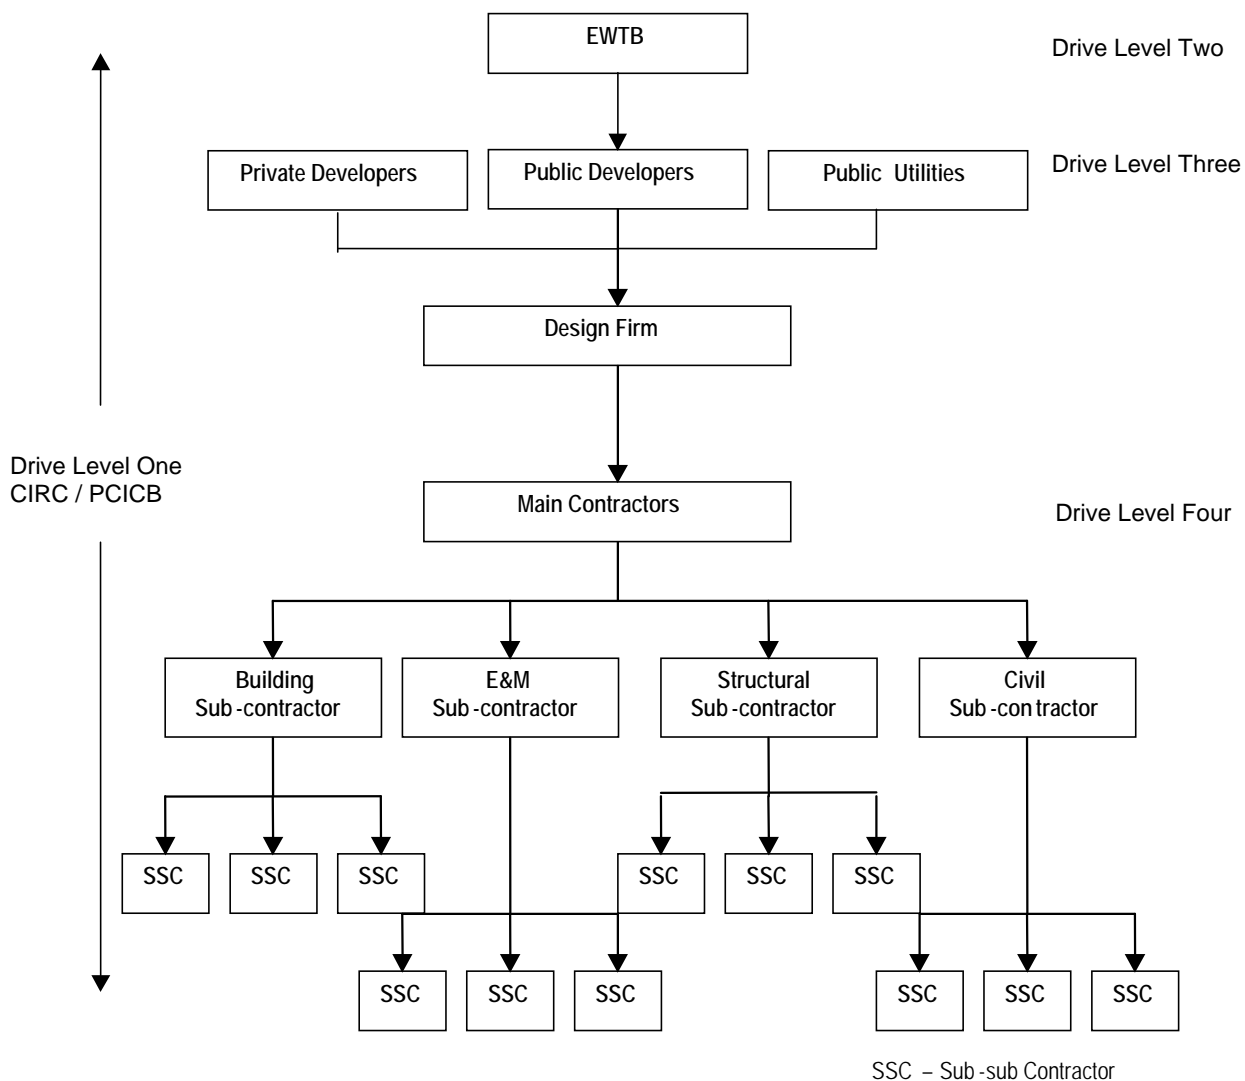 EWTB
Drive Level Two
Private Developers
Public Developers
Public Utilities
Drive Level Three
Design Firm
Drive Level One
CIRC / PCICB
Main Contractors
Drive Level Four
Building
Sub-contractor
E&M
Sub-contractor
Structural
Sub-contractor
Civil
Sub-contractor
SSC
SSC
SSC
SSC
SSC
SSC
SSC
SSC
SSC
SSC
SSC
SSC
SSC – Sub-sub Contractor